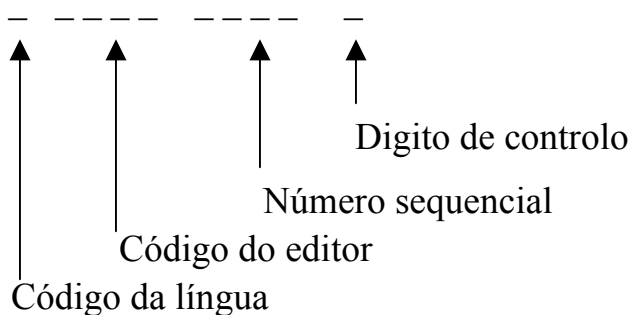 _ _ _ _ _ _ _ _ _ _
Digito de controlo
Número sequencial
Código do editor
Código da língua